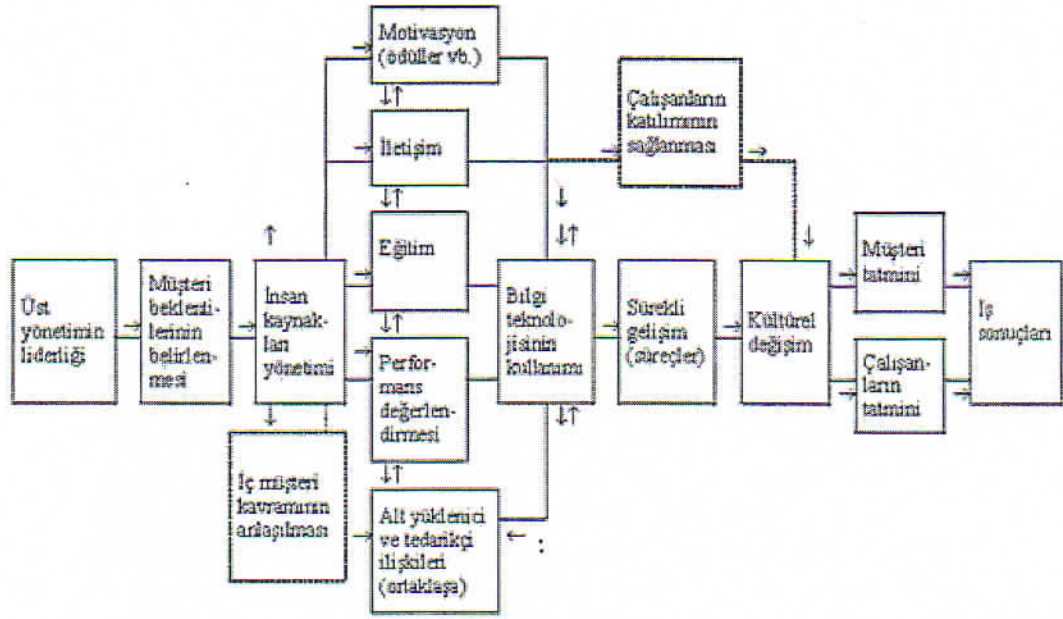 Motivasyon
(ödüller vb.)
Çalışanların
katılımının
sağlanması
İletişim
Eğitim
Üst
yönetimin
liderliği
Müşteri
beklenti-
lerinin
belirlen-
mesi
İnsan
kaynak-
ları
yönetimi
Bilgi
teknolo-
jisinin
kullanımı
Sürekli
gelişim
(süreçler)
Kültürel
değişim
Müşteri
tatmini
İş
sonuçları
Perfor-
mans
değerlen-
dirmesi
Çalışan-
ların
tatmini
İç müşteri
kavramının
anlaşılması
Alt yüklenici
ve tedarikçi
ilişkileri
(ortaklaşa)